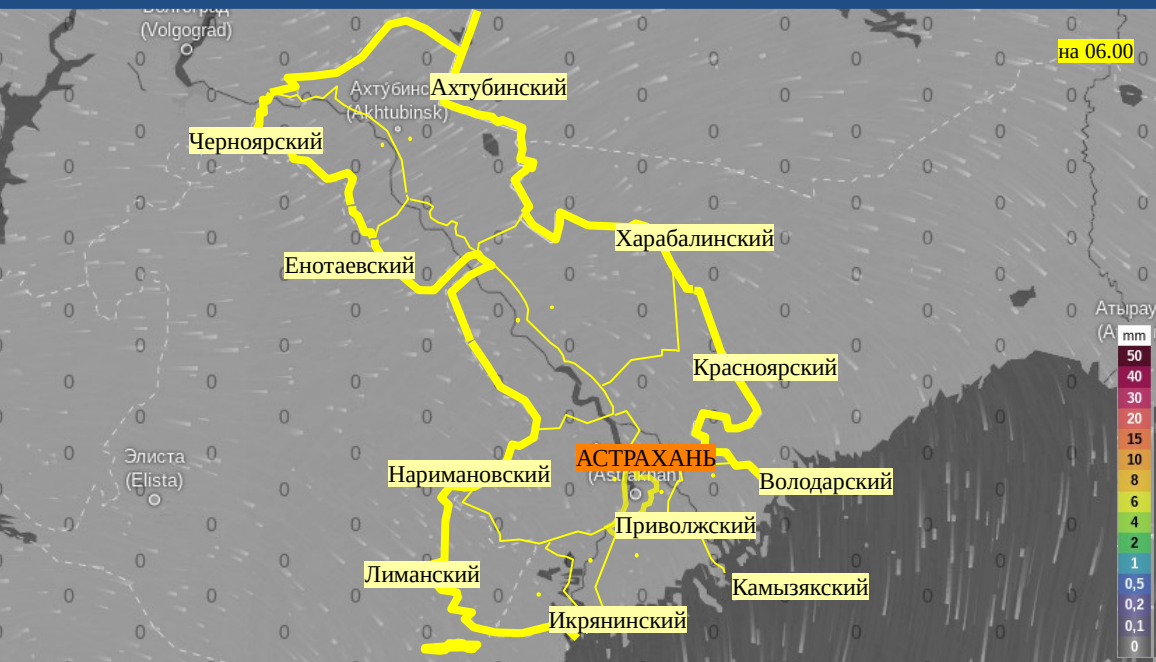 Волгоград
(Volgograd)
на 06.00
Ахтубинский
(Akhtubinsk)
Черноярский
Харабалинский
Енотаевский
Атырау
mm
50
40
30
20
15
10
8
6
4
2
1
0,5
0,2
0,1
0
Красноярский
Элиста
(Elista)
АСТРАХАНЬ
(Astrakhan)
Наримановский
Володарский
Приволжский
Лиманский
Камызякский
Икрянинский